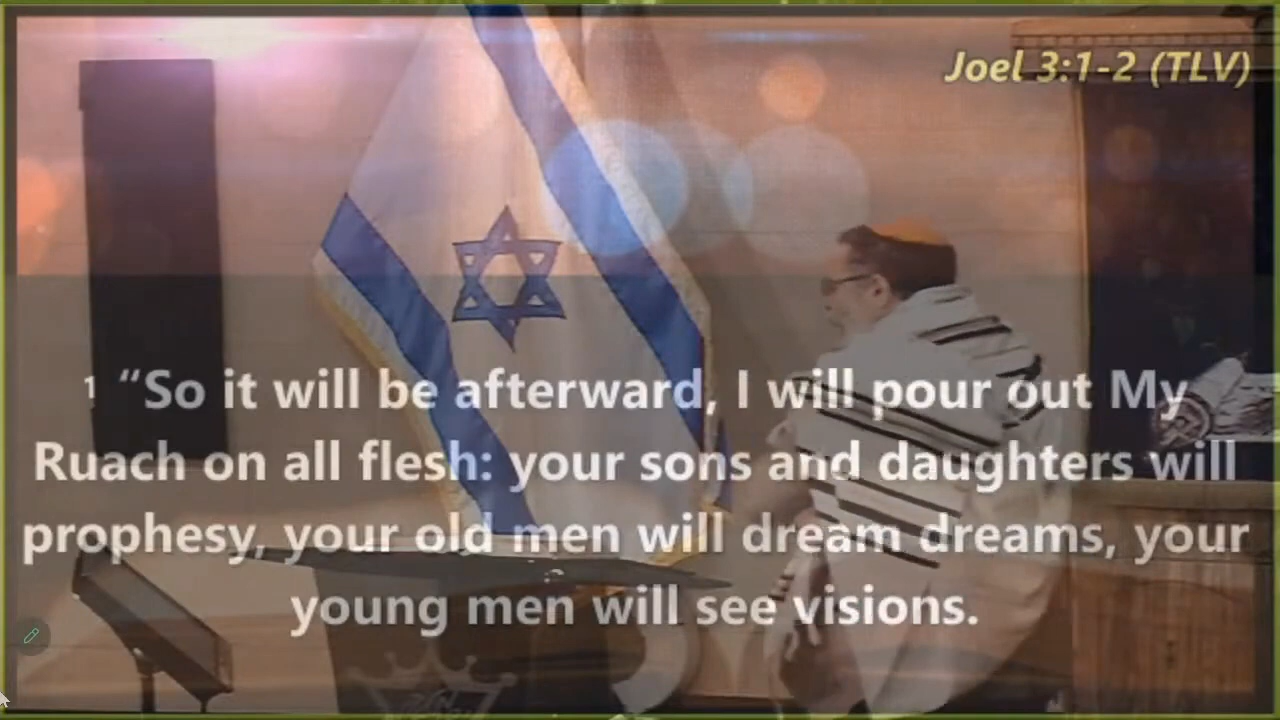 Joel 3:1-2 (TLV)
1 “So it will be afterward, I will pour out My
Ruach on all flesh: your sons and daughters will
prophesy, your old men will dream dreams, your
young men will see visions.